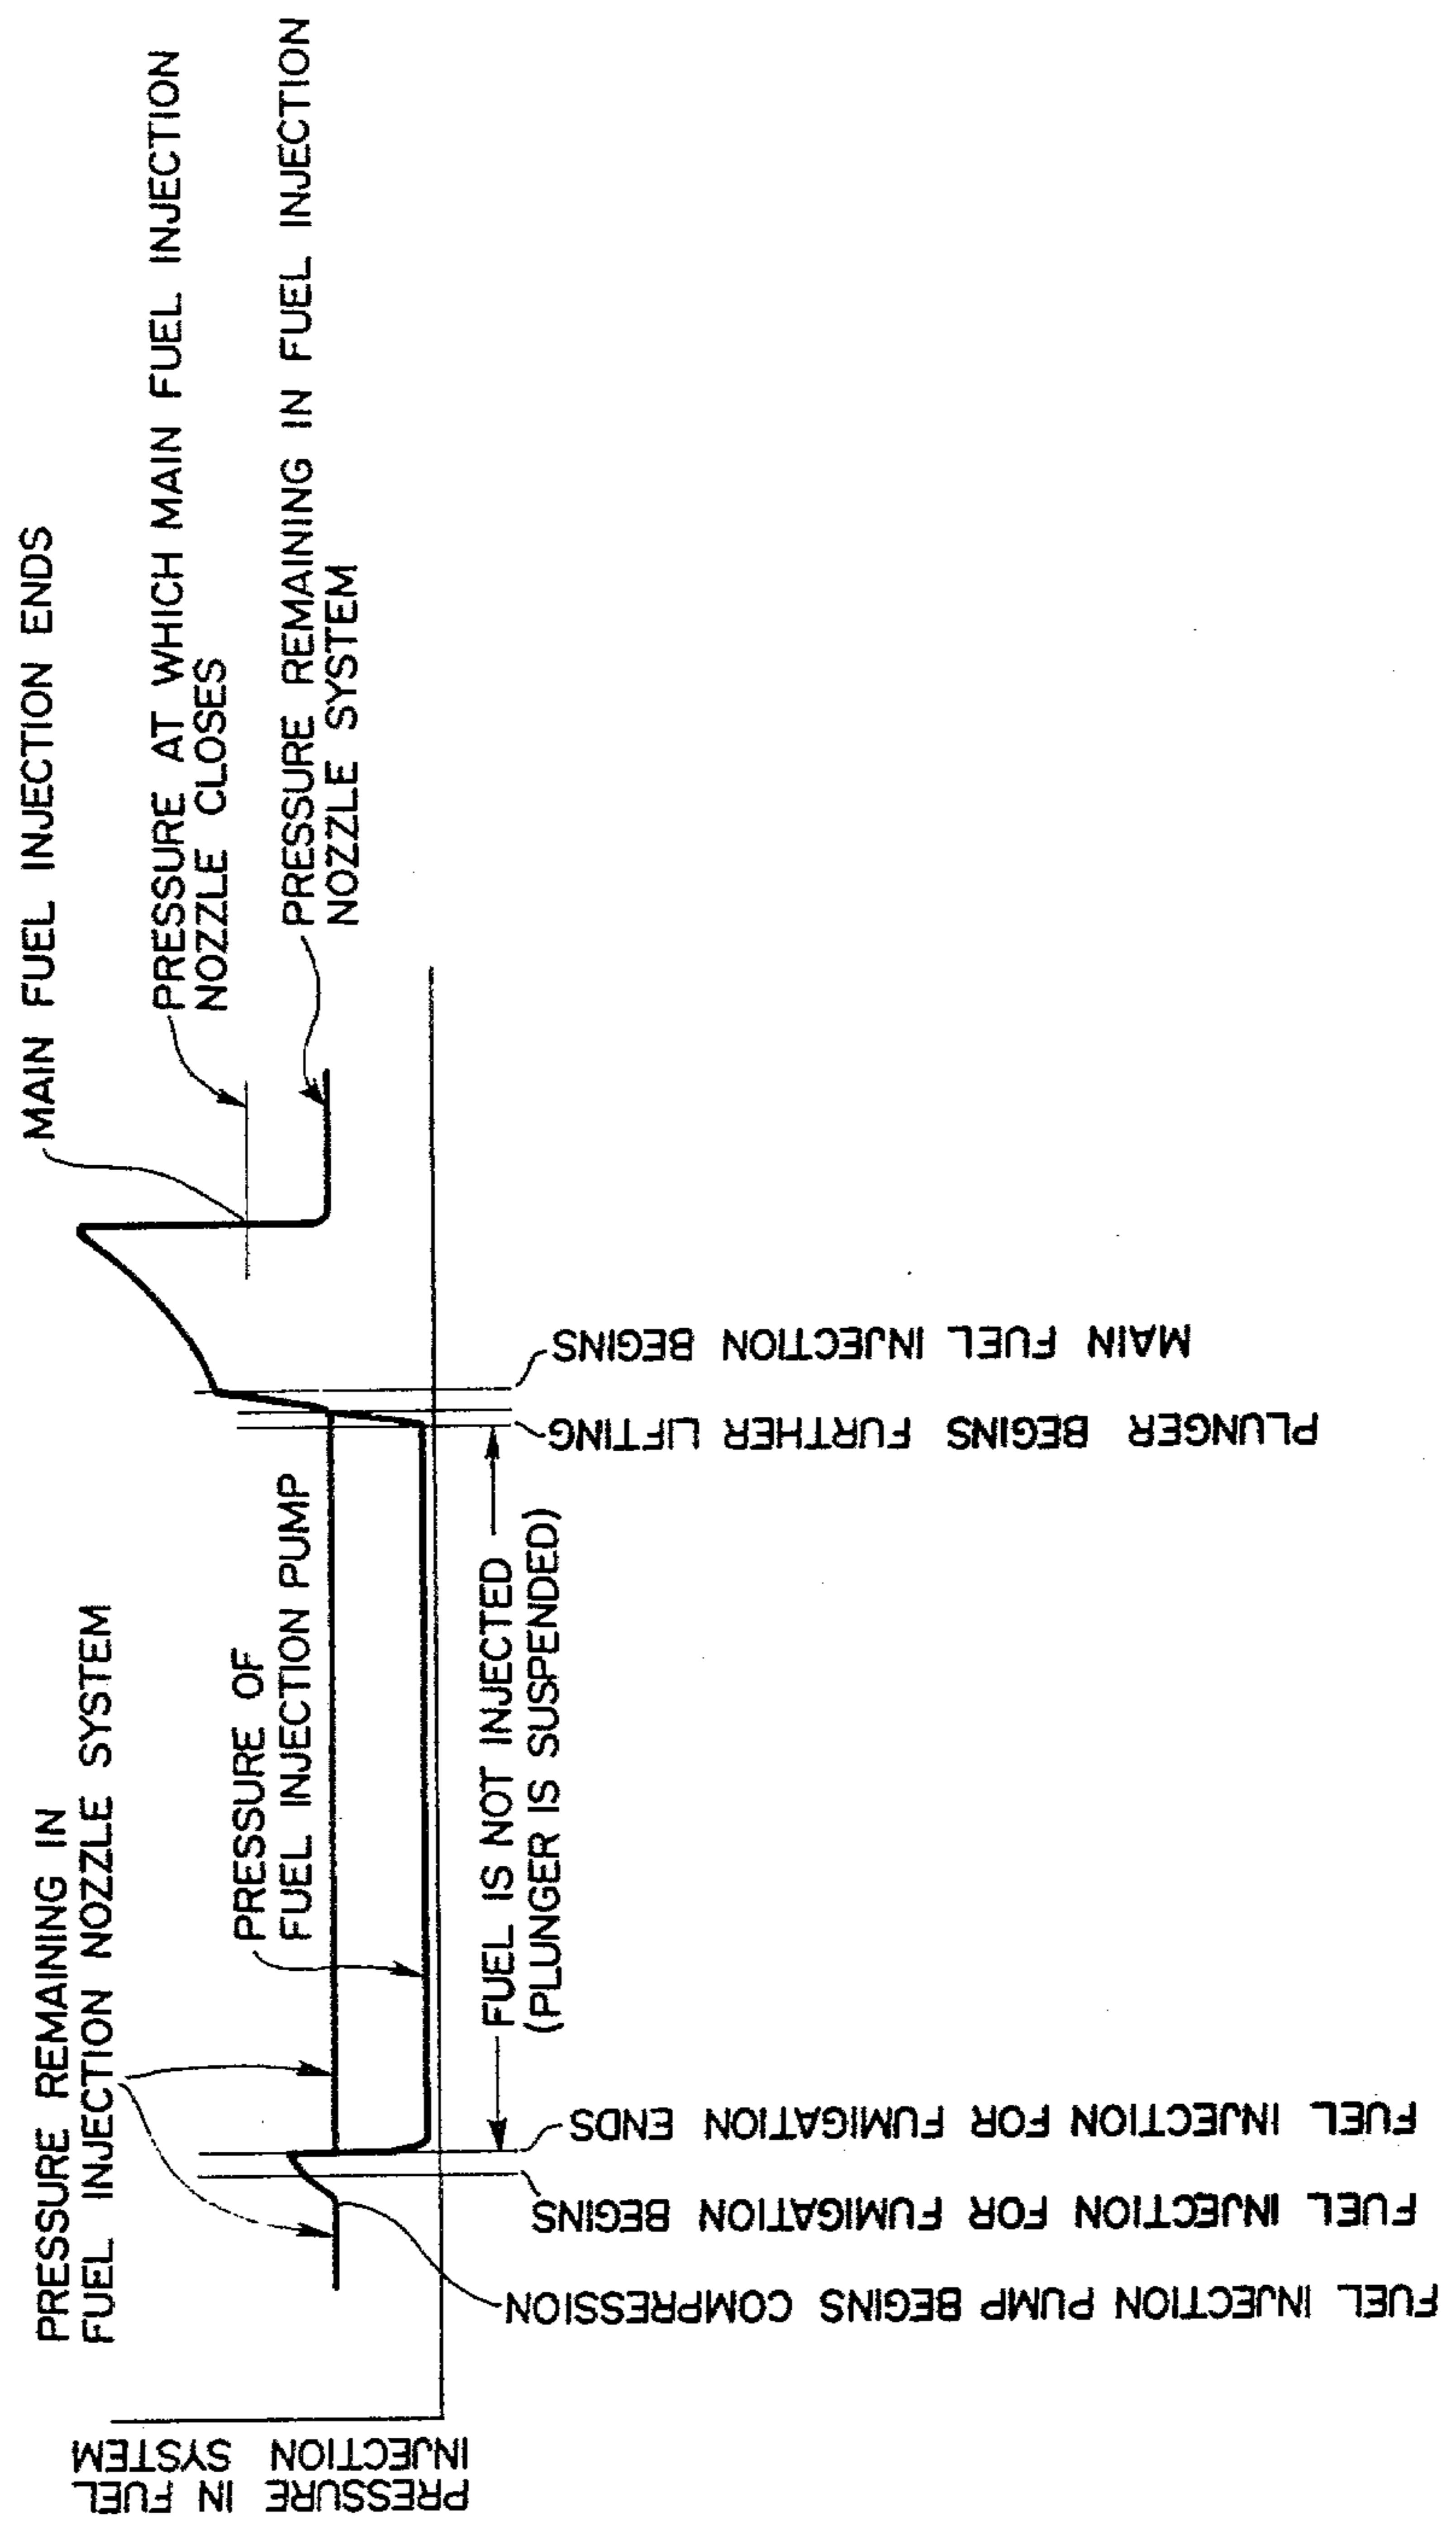 PRESSURE IN FUEL
INJECTION SYSTEM
PRESSURE REMAINING IN
FUEL INJECTION NOZZLE SYSTEM
PRESSURE OF
FUEL INJECTION PUMP
MAIN FUEL INJECTION ENDS
PRESSURE AT WHICH MAIN FUEL INJECTION
NOZZLE CLOSES
PRESSURE REMAINING IN FUEL INJECTION
NOZZLE SYSTEM
FUEL IS NOT INJECTED
(PLUNGER IS SUSPENDED)
FUEL INJECTION PUMP BEGINS COMPRESSION
FUEL INJECTION FOR FUMIGATION BEGINS
FUEL INJECTION FOR FUMIGATION ENDS
PLUNGER BEGINS FURTHER LIFTING
MAIN FUEL INJECTION BEGINS